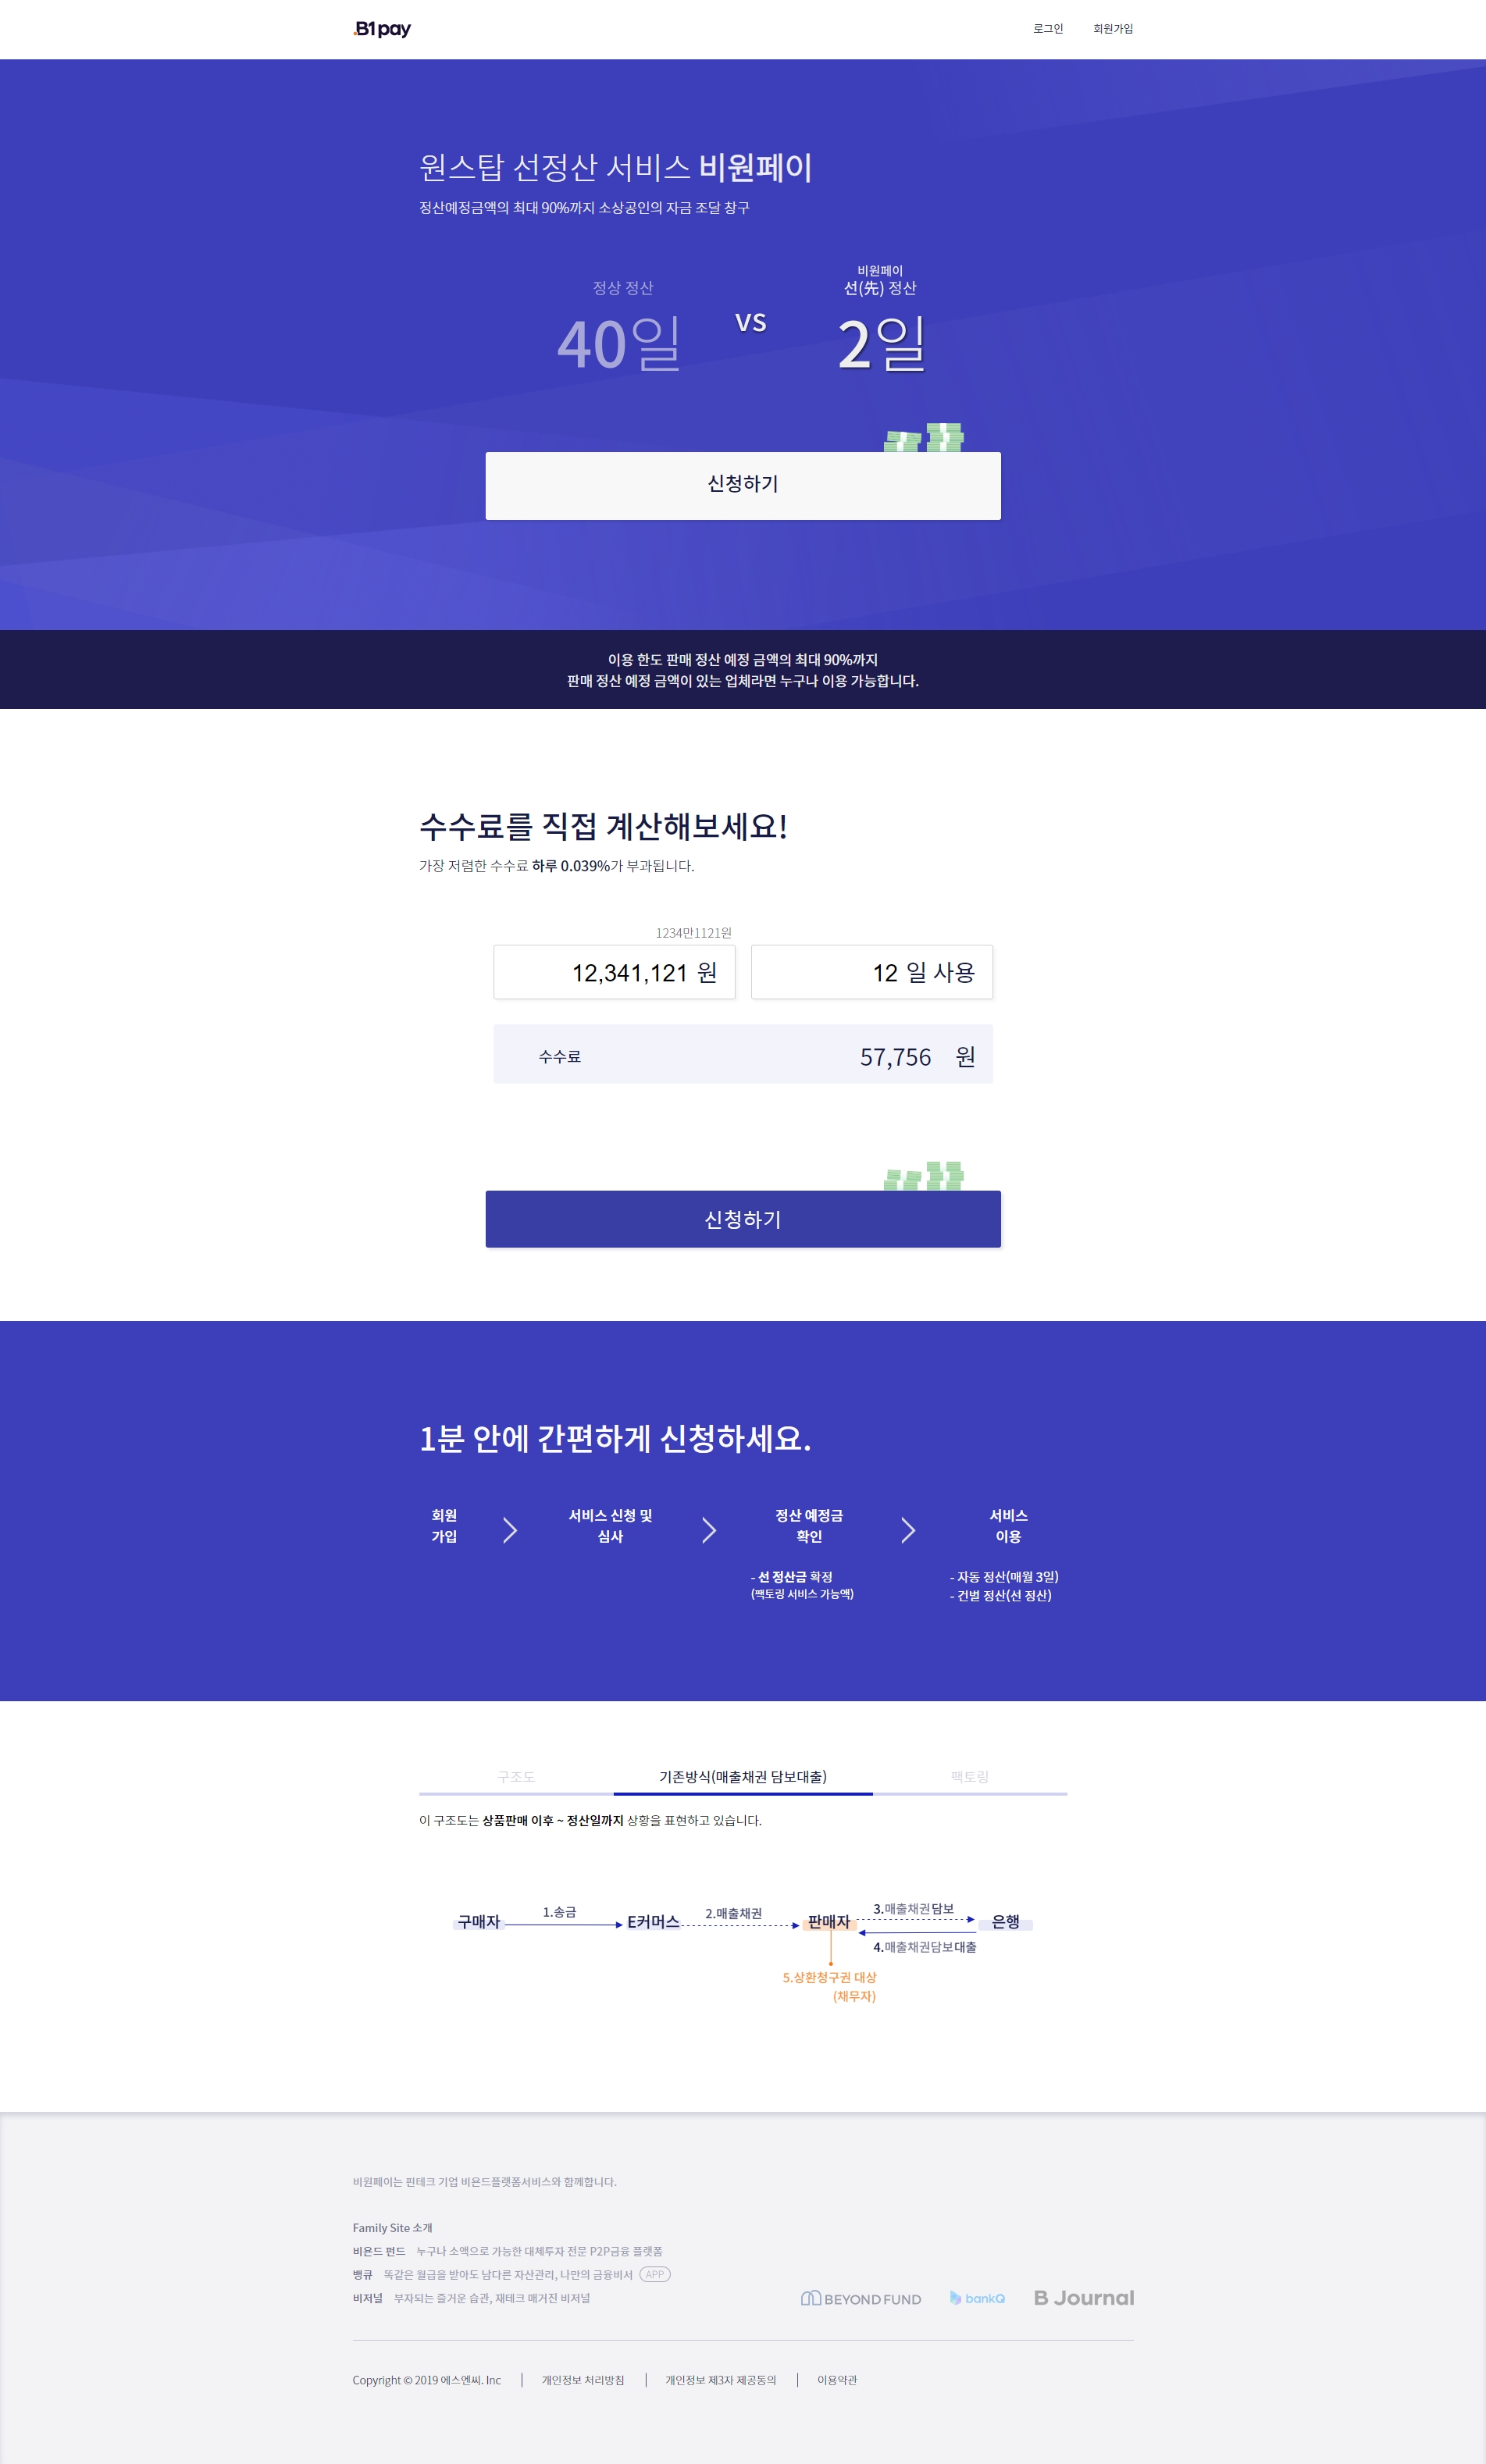 B1pay
로그인 회원가입
원스탑 선정산 서비스 비원페이
정산예정금액의 최대 90%까지 소상공인의 자금 조달 창구
비원페이
정상 정산 선(先) 정산
40일 vs 2일
신청하기
이용 한도 판매 정산 예정 금액의 최대 90%까지
판매 정산 예정 금액이 있는 업체라면 누구나 이용 가능합니다.
수수료를 직접 계산해보세요!
가장 저렴한 수수료 하루 0.039%가 부과됩니다.
1234만1121원
12,341,121 원 12 일 사용
수수료 57,756 원
신청하기
1분 안에 간편하게 신청하세요.
회원 서비스 신청 및 정산 예정금 서비스
가입 심사 확인 이용
- 선 정산금 확정 - 자동 정산(매월 3일)
(팩토링 서비스 가능액) - 건별 정산(선 정산)
구조도 기존방식(매출채권 담보대출) 팩토링
이 구조도는 상품판매 이후 ~ 정산일까지 상황을 표현하고 있습니다.
1.송금 2.매출채권 3.매출채권담보
구매자 E커머스 판매자 은행
4.매출채권담보대출
5.상환청구권 대상
(채무자)
비원페이는 핀테크 기업 비욘드플랫폼서비스와 함께합니다.
Family Site 소개
비욘드 펀드 누구나 소액으로 가능한 대체투자 전문 P2P금융 플랫폼
뱅큐 똑같은 월급을 받아도 남다른 자산관리, 나만의 금융비서 APP
비저널 부자되는 즐거운 습관, 재테크 매거진 비저널
BEYOND FUND bankQ B Journal
Copyright © 2019 에스엔씨. Inc 개인정보 처리방침 개인정보 제3자 제공동의 이용약관